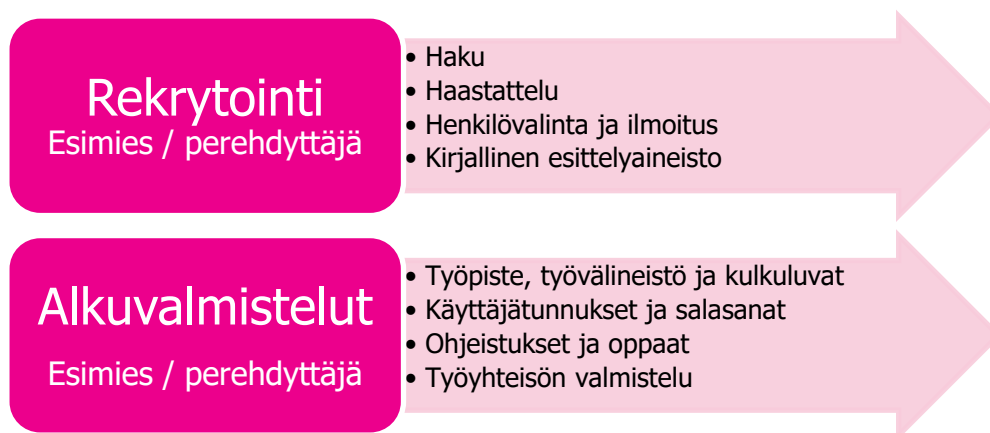 Rekrytointi
Esimies / perehdyttäjä
• Haku
• Haastattelu
• Henkilövalinta ja ilmoitus
• Kirjallinen esittelyaineisto
Alkuvalmistelut
Esimies / perehdyttäjä
• Työpiste, työvälineistö ja kulkuluvat
• Käyttäjätunnukset ja salasanat
• Ohjeistukset ja oppaat
• Työyhteisön valmistelu